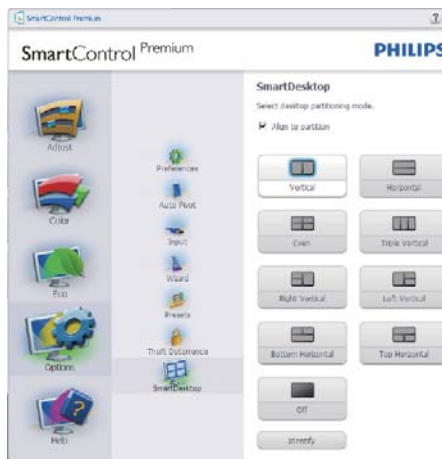 SmartControl Premium
?
SmartControl Premium
PHILIPS
Adjust
Color
Eco
Options
Help
Preferences
Auto Pivot
Input
Wizard
Presets
Theft Deterrence
SmartDesktop
SmartDesktop
Select desktop partitioning mode.
Align to partition
Vertical
Horizontal
Even
Triple Vertical
Right Vertical
Left Vertical
Bottom Horizontal
Top Horizontal
Off
Identify